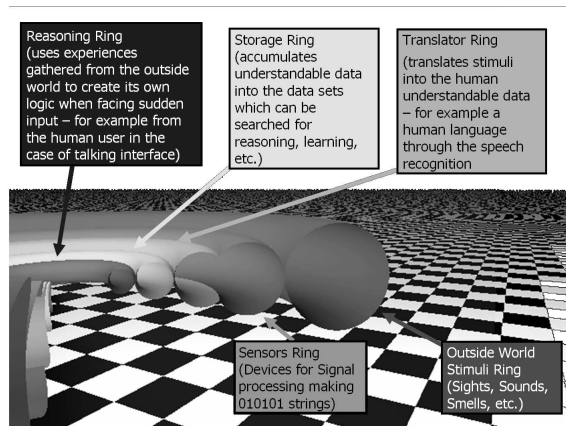 Reasoning Ring
(uses experiences
gathered from the outside
world to create its own
logic when facing sudden
input – for example from
the human user in the
case of talking interface)
Storage Ring
(accumulates
understandable data
into the data sets
which can be
searched for
reasoning, learning,
etc.)
Translator Ring
(translates stimuli
into the human
understandable data
– for example a
human language
through the speech
recognition
Sensors Ring
(Devices for Signal
processing making
010101 strings)
Outside World
Stimuli Ring
(Sights, Sounds,
Smells, etc.)